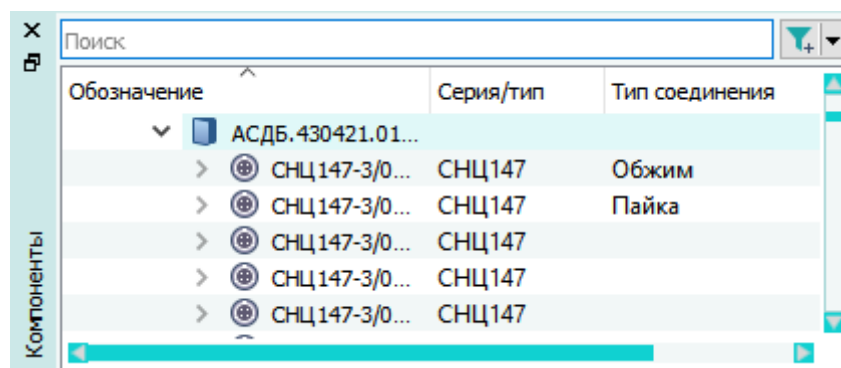 Поиск
Обозначение Серия/тип Тип соединения
АСДБ.430421.01...
СНЦ147-3/0... СНЦ147 Обжим
СНЦ147-3/0... СНЦ147 Пайка
СНЦ147-3/0... СНЦ147
СНЦ147-3/0... СНЦ147
СНЦ147-3/0... СНЦ147
Компоненты